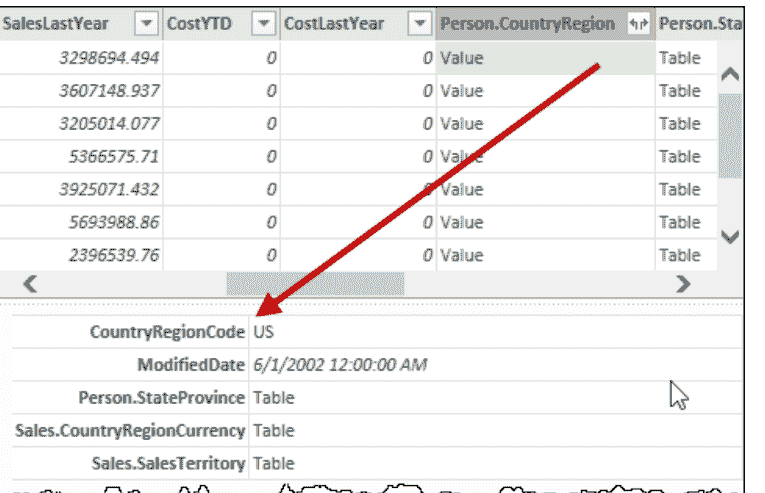 SalesLastYear CostYTD CostLastYear Person.CountryRegion Person.Sta
3298694.494 0 0 Value Table
3607148.937 0 0 Value Table
3205014.077 0 0 Value Table
5366575.71 0 0 Value Table
3925071.432 0 0 Value Table
5693988.86 0 0 Value Table
2396539.76 0 0 Value Table
CountryRegionCode US
ModifiedDate 6/1/2002 12:00:00 AM
Person.StateProvince Table
Sales.CountryRegionCurrency Table
Sales.SalesTerritory Table